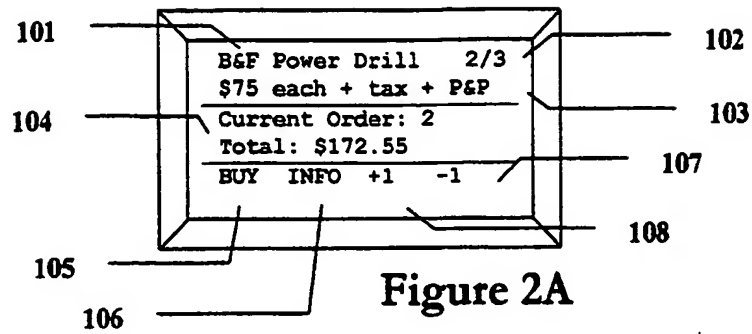 101
B&F Power Drill 2/3
102
$75 each + tax + P&P
103
104
Current Order: 2
Total: $172.55
107
BUY INFO +1 -1
108
105
Figure 2A
106